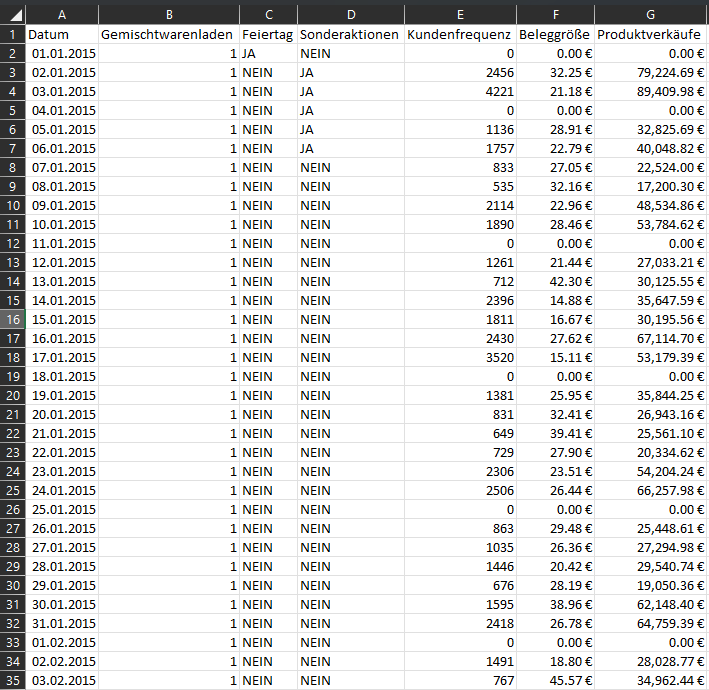 A B C D E F G
1 Datum Gemischtwarenladen Feiertag Sonderaktionen Kundenfrequenz Beleggröße Produktverkäufe
2 01.01.2015 1 JA NEIN 0 0.00 € 0.00 €
3 02.01.2015 1 NEIN JA 2456 32.25 € 79,224.69 €
4 03.01.2015 1 NEIN JA 4221 21.18 € 89,409.98 €
5 04.01.2015 1 NEIN JA 0 0.00 € 0.00 €
6 05.01.2015 1 NEIN JA 1136 28.91 € 32,825.69 €
7 06.01.2015 1 NEIN JA 1757 22.79 € 40,048.82 €
8 07.01.2015 1 NEIN NEIN 833 27.05 € 22,524.00 €
9 08.01.2015 1 NEIN NEIN 535 32.16 € 17,200.30 €
10 09.01.2015 1 NEIN NEIN 2114 22.96 € 48,534.86 €
11 10.01.2015 1 NEIN NEIN 1890 28.46 € 53,784.62 €
12 11.01.2015 1 NEIN NEIN 0 0.00 € 0.00 €
13 12.01.2015 1 NEIN NEIN 1261 21.44 € 27,033.21 €
14 13.01.2015 1 NEIN NEIN 712 42.30 € 30,125.55 €
15 14.01.2015 1 NEIN NEIN 2396 14.88 € 35,647.59 €
16 15.01.2015 1 NEIN NEIN 1811 16.67 € 30,195.56 €
17 16.01.2015 1 NEIN NEIN 2430 27.62 € 67,114.70 €
18 17.01.2015 1 NEIN NEIN 3520 15.11 € 53,179.39 €
19 18.01.2015 1 NEIN NEIN 0 0.00 € 0.00 €
20 19.01.2015 1 NEIN NEIN 1381 25.95 € 35,844.25 €
21 20.01.2015 1 NEIN NEIN 831 32.41 € 26,943.16 €
22 21.01.2015 1 NEIN NEIN 649 39.41 € 25,561.10 €
23 22.01.2015 1 NEIN NEIN 729 27.90 € 20,334.62 €
24 23.01.2015 1 NEIN NEIN 2306 23.51 € 54,204.24 €
25 24.01.2015 1 NEIN NEIN 2506 26.44 € 66,257.98 €
26 25.01.2015 1 NEIN NEIN 0 0.00 € 0.00 €
27 26.01.2015 1 NEIN NEIN 863 29.48 € 25,448.61 €
28 27.01.2015 1 NEIN NEIN 1035 26.36 € 27,294.98 €
29 28.01.2015 1 NEIN NEIN 1446 20.42 € 29,540.74 €
30 29.01.2015 1 NEIN NEIN 676 28.19 € 19,050.36 €
31 30.01.2015 1 NEIN NEIN 1595 38.96 € 62,148.40 €
32 31.01.2015 1 NEIN NEIN 2418 26.78 € 64,759.39 €
33 01.02.2015 1 NEIN NEIN 0 0.00 € 0.00 €
34 02.02.2015 1 NEIN NEIN 1491 18.80 € 28,028.77 €
35 03.02.2015 1 NEIN NEIN 767 45.57 € 34,962.44 €